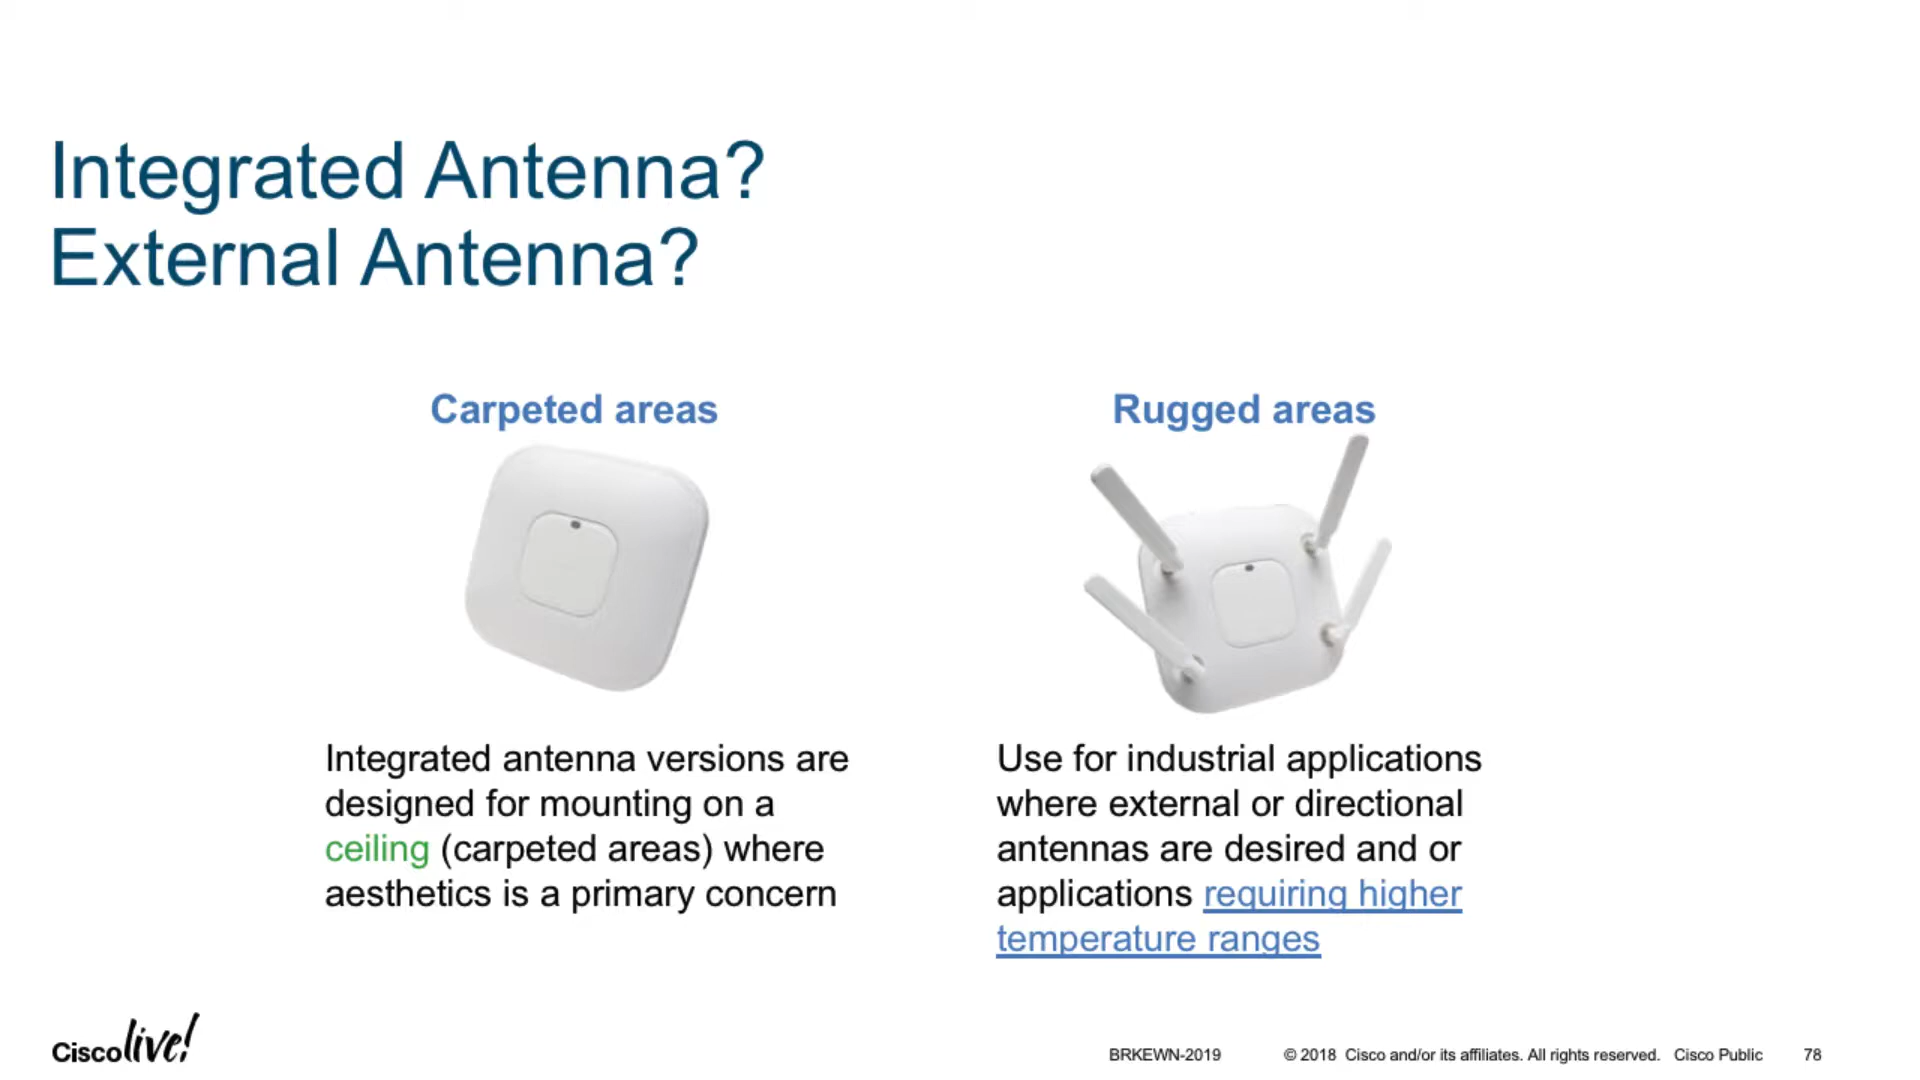 Integrated Antenna?
External Antenna?
Carpeted areas
Integrated antenna versions are
designed for mounting on a
ceiling (carpeted areas) where
aesthetics is a primary concern
Rugged areas
Use for industrial applications
where external or directional
antennas are desired and or
applications requiring higher
temperature ranges
Cisco live!
BRKEWN-2019 © 2018 Cisco and/or its affiliates. All rights reserved. Cisco Public 78